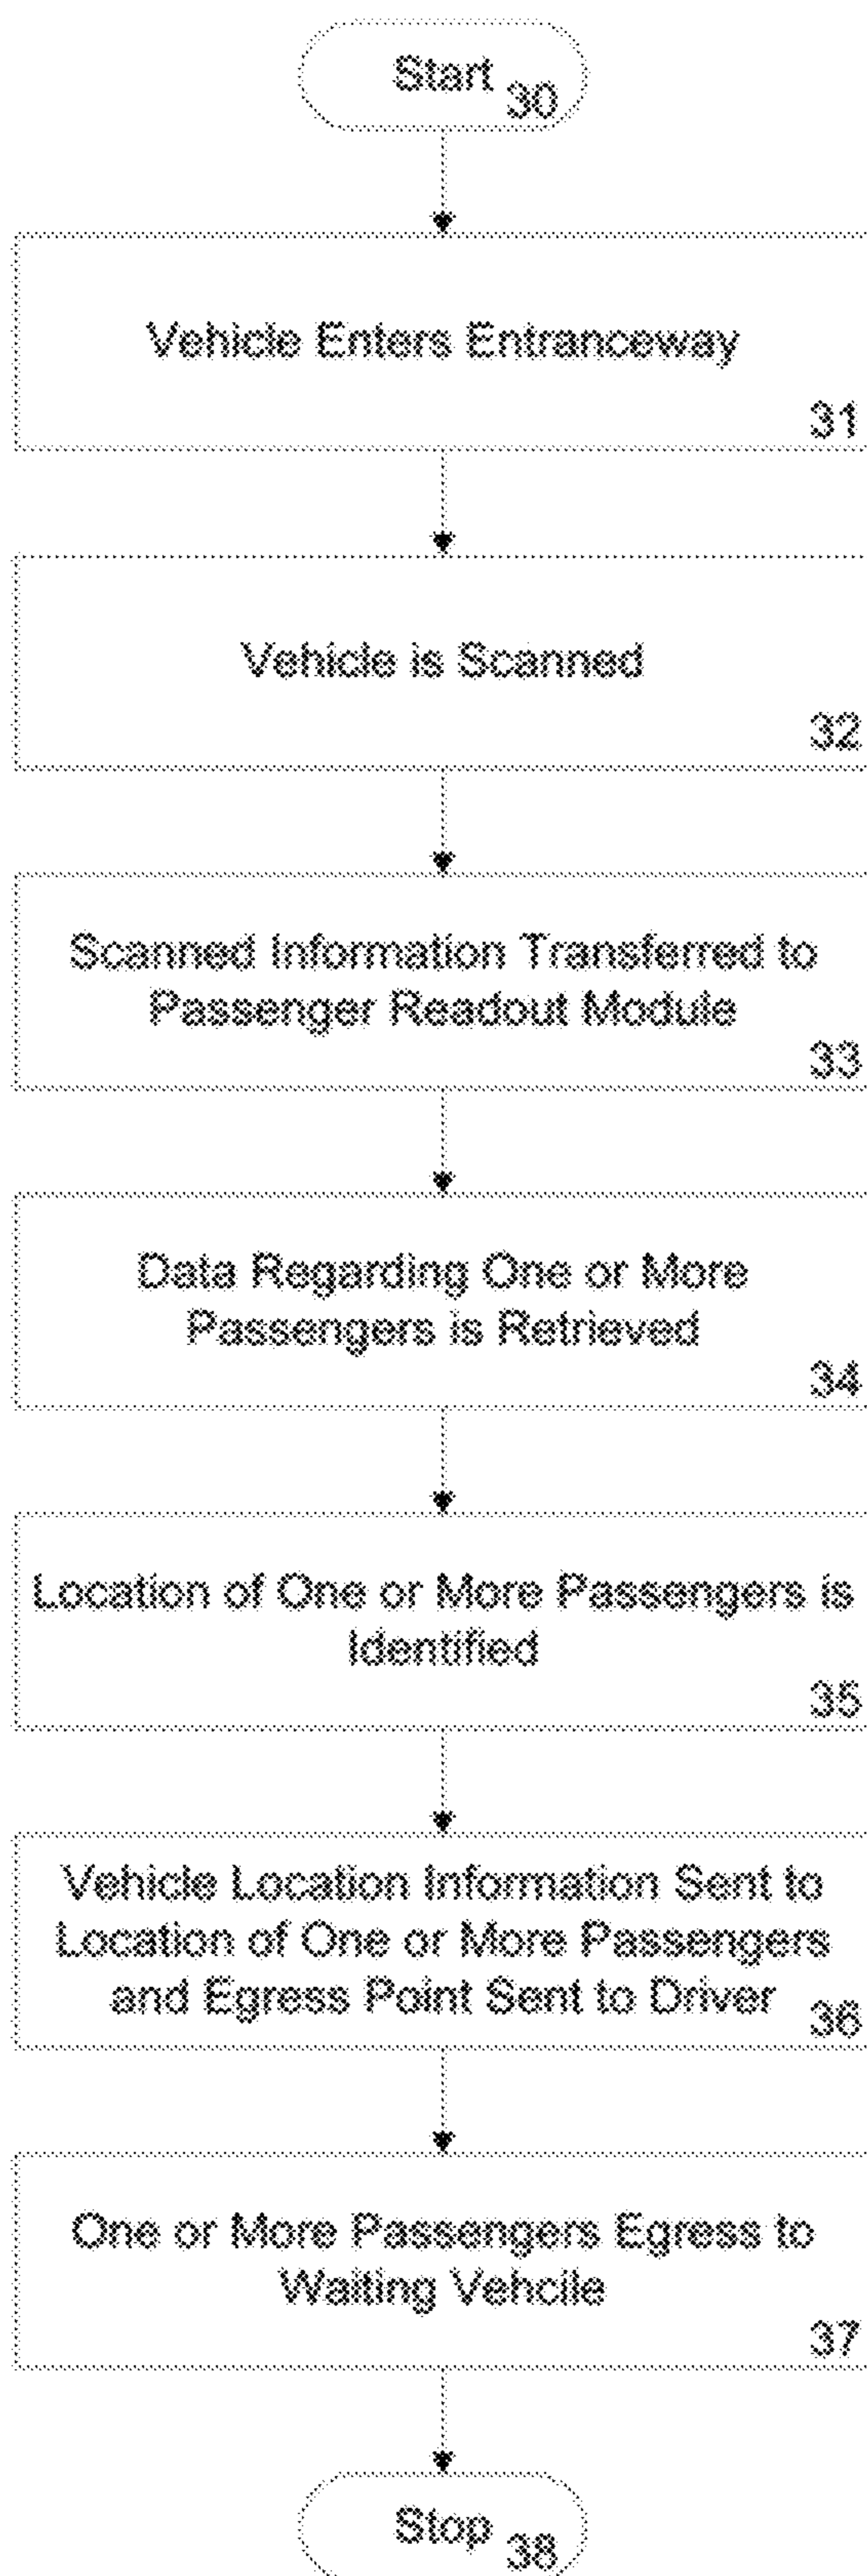 Start
30
Vehicle Enters Entranceway
31
Vehicle is Scanned
32
Scanned Information Transferred to
Passenger Readout Module
33
Data Regarding One or More
Passengers is Retrieved
34
Location of One or More Passengers is
Identified
35
Vehicle Location Information Sent to
Location of One or More Passengers
and Egress Point Sent to Driver
36
One or More Passengers Egress to
Waiting Vehcile
37
Stop
38